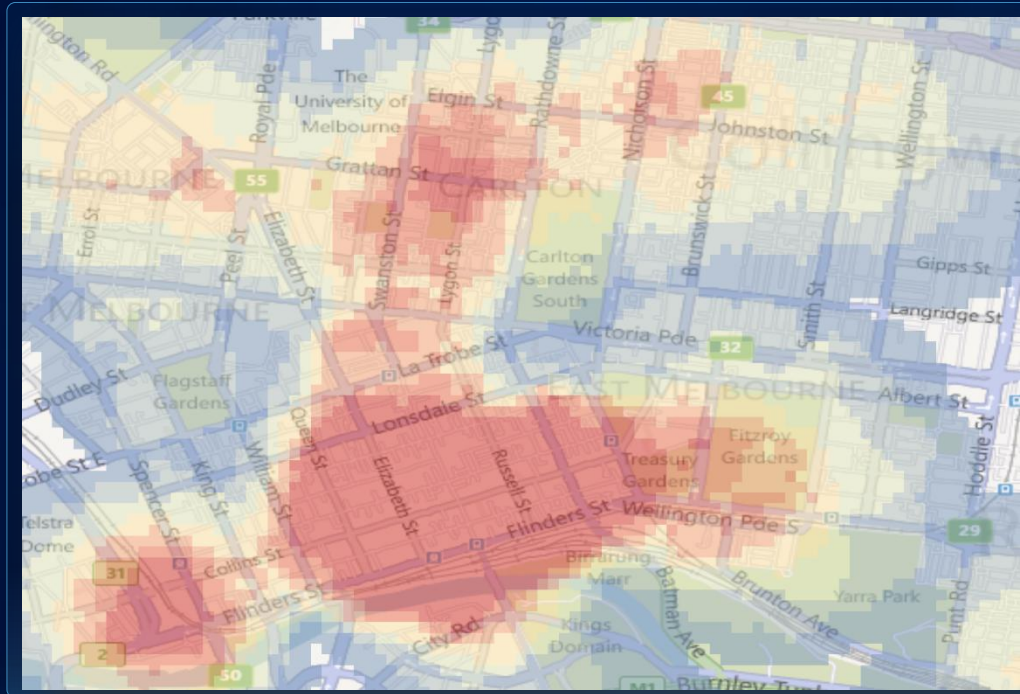 34
Royal Pde
Lygon
Rathdowne St
Nicholson St
Wellington St
The
University of
Melbourne
Elgin St
45
Johnston St
Grattan St
CARLTON
MELBOURNE
55
Errol St
Peel St
Elizabeth St
Swanston St
Lygon St
Brunswick St
Carlton
Gardens
South
Gipps St
Langridge St
Smith St
MELBOURNE
Victoria Pde
32
La Trobe St
EAST MELBOURNE
Albert St
Dudley St
Flagstaff
Gardens
Lonsdale St
Queen St
Hoddle St
Fitzroy
Gardens
Treasury
Gardens
Elizabeth St
Russell St
William St
King St
Spencer St
obe St E
Flinders St
Wellington Pde S
29
Telstra
Dome
Collins St
31
Birrarung
Marr
Batman Ave
Brunton Ave
Yarra Park
Punt Rd
Flinders St
City Rd
Kings
Domain
2
50
M1